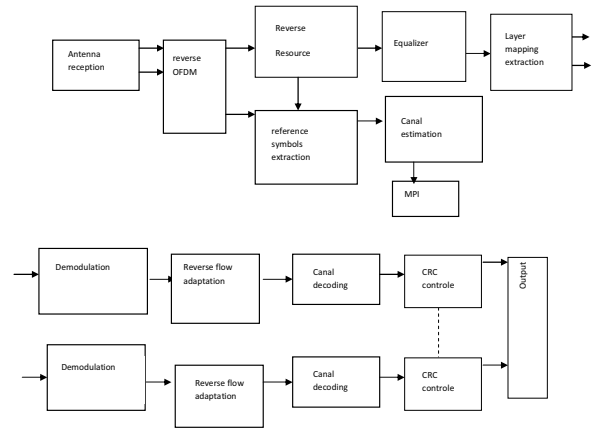 Antenna
reception
reverse
OFDM
Reverse
Resource
Equalizer
Layer
mapping
extraction
reference
symbols
extraction
Canal
estimation
MPI
Demodulation
Reverse flow
adaptation
Canal
decoding
CRC
controle
Output
Demodulation
Reverse flow
adaptation
Canal
decoding
CRC
controle